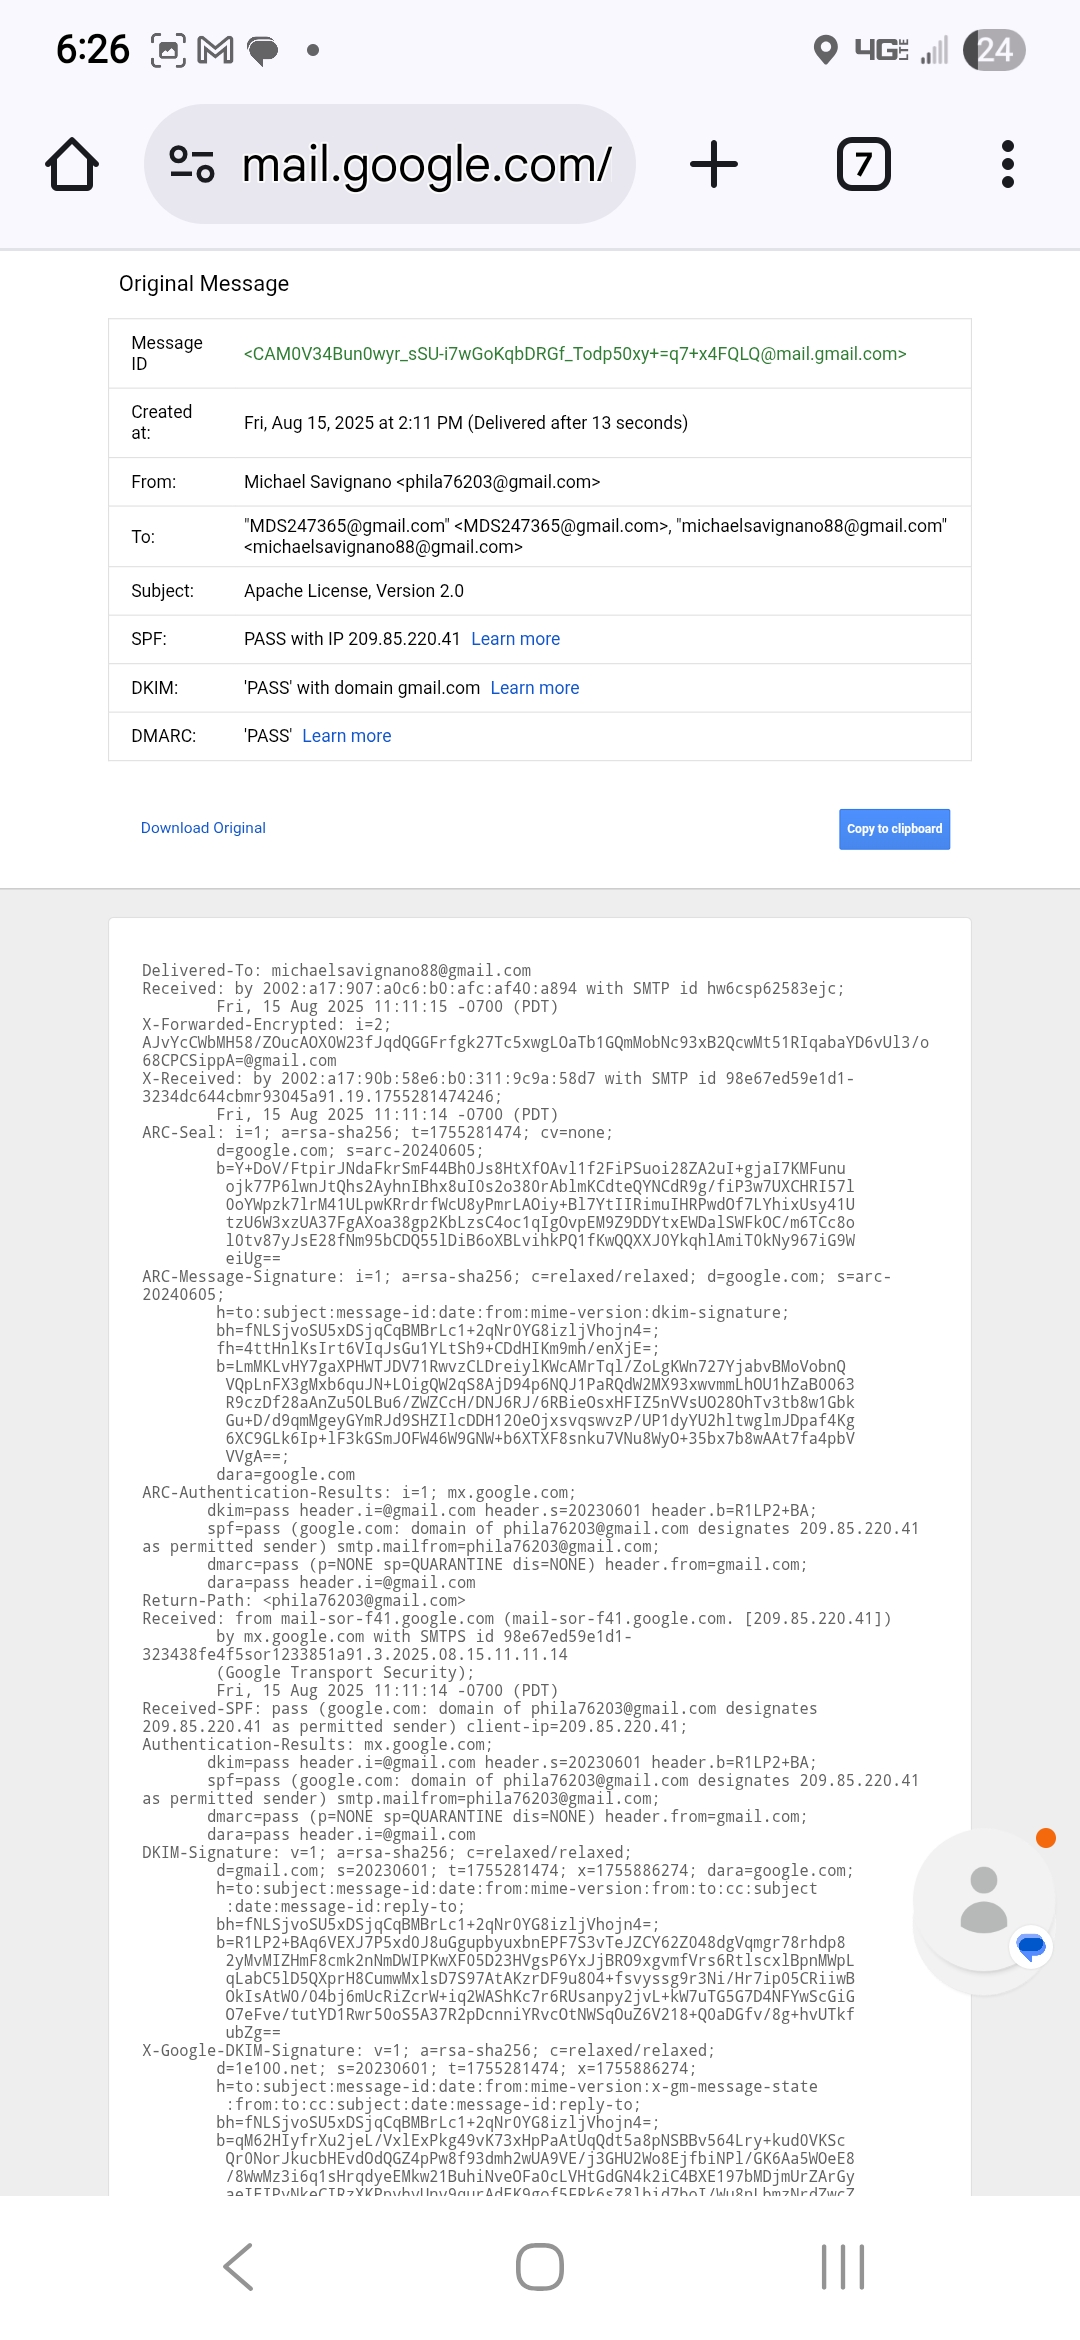 6:26
4G LTE
24
mail.google.com/
7
Original Message
Message
ID
<CAM0V34Bun0wyr_sSU-i7wGoKqbDRGf_Todp50xy+=q7+x4FQLQ@mail.gmail.com>
Created
at:
Fri, Aug 15, 2025 at 2:11 PM (Delivered after 13 seconds)
From:
Michael Savignano <phila76203@gmail.com>
To:
"MDS247365@gmail.com" <MDS247365@gmail.com>, "michaelsavignano88@gmail.com"
<michaelsavignano88@gmail.com>
Subject:
Apache License, Version 2.0
SPF:
PASS with IP 209.85.220.41 Learn more
DKIM:
'PASS' with domain gmail.com Learn more
DMARC:
'PASS' Learn more
Download Original
Copy to clipboard
Delivered-To: michaelsavignano88@gmail.com
Received: by 2002:a17:907:a0c6:b0:afc:af40:a894 with SMTP id hw6csp62583ejc;
Fri, 15 Aug 2025 11:11:15 -0700 (PDT)
X-Forwarded-Encrypted: i=2;
AJvYcCWbMH58/ZOucAOX0W23fJqdQGGFrfgk27Tc5xwgLOaTb1GQmMobNc93xB2QcwMt51RIqabaYD6vUl3/o
68CPCSippA=@gmail.com
X-Received: by 2002:a17:90b:58e6:b0:311:9c9a:58d7 with SMTP id 98e67ed59e1d1-
3234dc644cbmr93045a91.19.1755281474246;
Fri, 15 Aug 2025 11:11:14 -0700 (PDT)
ARC-Seal: i=1; a=rsa-sha256; t=1755281474; cv=none;
d=google.com; s=arc-20240605;
b=Y+DoV/FtpirJNdaFkrSmF44Bh0Js8HtXfOAvl1f2FiPSuoi28ZA2uI+gjaI7KMFunu
ojk77P6lwnJtQhs2AyhnIBhx8uI0s2o380rAblmKCdteQYNCdR9g/fiP3w7UXCHRI57l
0oYWpzk7lrM41ULpwKRrdrfWcU8yPmrLAOiy+Bl7YtIIRimuIHRPwdOf7LYhixUsy41U
tzU6W3xzUA37FgAXoa38gp2KbLzsC4oc1qIgOvpEM9Z9DDYtxEWDalSWFkOC/m6TCc8o
l0tv87yJsE28fNm95bCDQ55lDiB6oXBLvihkPQ1fKwQQXXJ0YkqhlAmiT0kNy967iG9W
eiUg==
ARC-Message-Signature: i=1; a=rsa-sha256; c=relaxed/relaxed; d=google.com; s=arc-
20240605;
h=to:subject:message-id:date:from:mime-version:dkim-signature;
bh=fNLSjvoSU5xDSjqCqBMBrLc1+2qNr0YG8izljVhojn4=;
fh=4ttHnlKsIrt6VIqJsGu1YLtSh9+CDdHIKm9mh/enXjE=;
b=LmMKLvHY7gaXPHWTJDV71RwvzCLDreiylKWcAMrTql/ZoLgKWn727YjabvBMoVobnQ
VQpLnFX3gMxb6quJN+LOigQW2qS8AjD94p6NQJ1PaRQdW2MX93xwvmmLhOU1hZaB0063
R9czDf28aAnZu5OLBu6/ZWZCcH/DNJ6RJ/6RBieOsxHFIZ5nVVsUO28OhTv3tb8w1Gbk
Gu+D/d9qmMgeyGYmRJd9SHZIlcDDH12OeOjxsvqswvzP/UP1dyYU2hltwglmJDpaf4Kg
6XC9GLk6Ip+lF3kGSmJOFW46W9GNW+b6XTXF8snku7VNu8WyO+35bx7b8wAAt7fa4pbV
VVgA==;
dara=google.com
ARC-Authentication-Results: i=1; mx.google.com;
dkim=pass header.i=@gmail.com header.s=20230601 header.b=R1LP2+BA;
spf=pass (google.com: domain of phila76203@gmail.com designates 209.85.220.41
as permitted sender) smtp.mailfrom=phila76203@gmail.com;
dmarc=pass (p=NONE sp=QUARANTINE dis=NONE) header.from=gmail.com;
dara=pass header.i=@gmail.com
Return-Path: <phila76203@gmail.com>
Received: from mail-sor-f41.google.com (mail-sor-f41.google.com. [209.85.220.41])
by mx.google.com with SMTPS id 98e67ed59e1d1-
323438fe4f5sor1233851a91.3.2025.08.15.11.11.14
(Google Transport Security);
Fri, 15 Aug 2025 11:11:14 -0700 (PDT)
Received-SPF: pass (google.com: domain of phila76203@gmail.com designates
209.85.220.41 as permitted sender) client-ip=209.85.220.41;
Authentication-Results: mx.google.com;
dkim=pass header.i=@gmail.com header.s=20230601 header.b=R1LP2+BA;
spf=pass (google.com: domain of phila76203@gmail.com designates 209.85.220.41
as permitted sender) smtp.mailfrom=phila76203@gmail.com;
dmarc=pass (p=NONE sp=QUARANTINE dis=NONE) header.from=gmail.com;
dara=pass header.i=@gmail.com
DKIM-Signature: v=1; a=rsa-sha256; c=relaxed/relaxed;
d=gmail.com; s=20230601; t=1755281474; x=1755886274; dara=google.com;
h=to:subject:message-id:date:from:mime-version:from:to:cc:subject
:date:message-id:reply-to;
bh=fNLSjvoSU5xDSjqCqBMBrLc1+2qNr0YG8izljVhojn4=;
b=R1LP2+BAq6VEXJ7P5xd0J8uGgupbyuxbnEPF7S3vTeJZCY62Z048dgVqmgr78rhdp8
2yMvMIZHmF8cmk2nNmDWIPKwXF05D23HVgsP6YxJjBRO9xgvmfVrs6RtlscxlBpnMWpL
qLabC5lD5QXprH8CumwMxlsD7S97AtAKzrDF9u8O4+fsvyssg9r3Ni/Hr7ip05CRiiwB
OkIsAtWO/04bj6mUcRiZcrW+iq2WAShKc7r6RUsanpy2jvL+kW7uTG5G7D4NFYwScGiG
O7eFve/tutYD1Rwr50oS5A37R2pDcnniYRvcOtNWSqOuZ6V218+Q0aDGfv/8g+hvUTkf
ubZg==
X-Google-DKIM-Signature: v=1; a=rsa-sha256; c=relaxed/relaxed;
d=1e100.net; s=20230601; t=1755281474; x=1755886274;
h=to:subject:message-id:date:from:mime-version:x-gm-message-state
:from:to:cc:subject:date:message-id:reply-to;
bh=fNLSjvoSU5xDSjqCqBMBrLc1+2qNr0YG8izljVhojn4=;
b=qM62HIyfrXu2jeL/VxlExPkg49vK73xHpPaAtUqQdt5a8pNSBBv564Lry+kud0VKSc
Qr0NorJkucbHEvdOdQGZ4pPw8f93dmh2wUA9VE/j3GHU2Wo8EjfbiNPl/GK6Aa5WOeE8
/8WwMz3i6q1sHrqdyeEMkw21BuhiNveOFa0cLVHtGdGN4k2iC4BXE197bMDjmUrZArGy